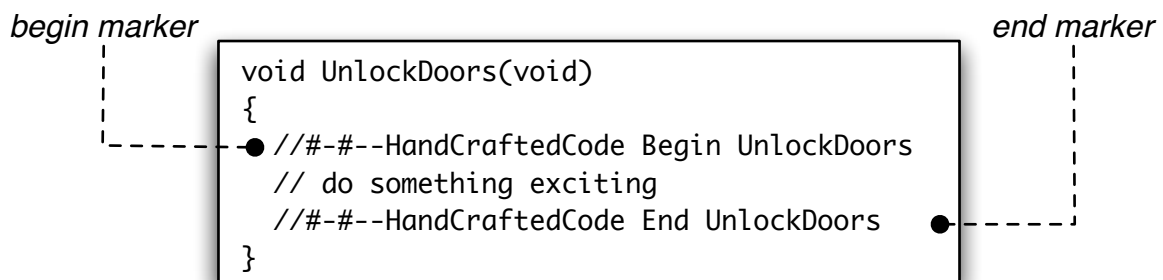 begin marker
end marker
void UnlockDoors(void)
{
//#-#--HandCraftedCode Begin UnlockDoors
// do something exciting
//#-#--HandCraftedCode End UnlockDoors
}